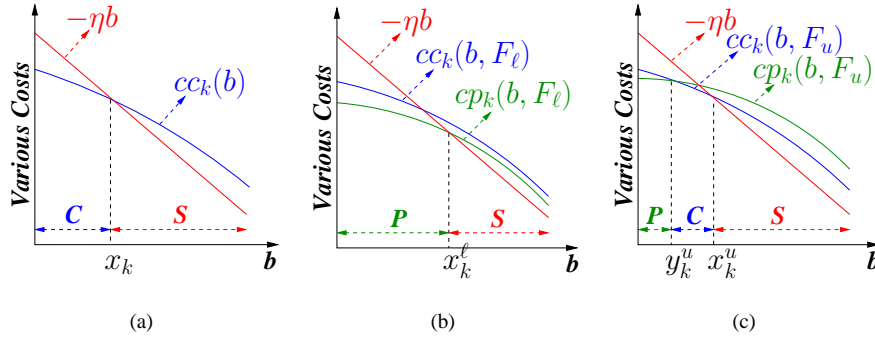 Various Costs
−ηb
cc_k(b)
C
S
x_k
b
(a)
Various Costs
−ηb
cc_k(b, F_ℓ)
cp_k(b, F_ℓ)
P
S
x_k^ℓ
b
(b)
Various Costs
−ηb
cc_k(b, F_u)
cp_k(b, F_u)
P
C
S
y_k^u
x_k^u
b
(c)